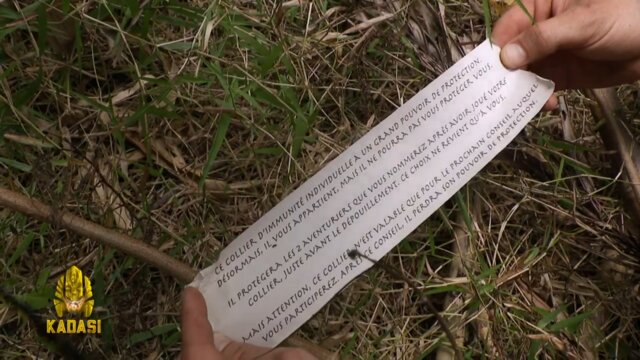 CE COLLIER D'IMMUNITÉ INDIVIDUELLE À UN GRAND POUVOIR DE PROTECTION.
DÉSORMAIS, IL VOUS APPARTIENT, MAIS IL NE POURRA PAS VOUS PROTÉGER VOUS.
IL PROTÉGERA LES 2 AVENTURIERS QUE VOUS NOMMEREZ APRÈS AVOIR JOUÉ VOTRE
COLLIER, JUSTE AVANT LE DÉPOUILLEMENT. CE CHOIX NE REVIENT QU'À VOUS.
MAIS ATTENTION, CE COLLIER N'EST VALABLE QUE POUR LE PROCHAIN CONSEIL AUQUEL
VOUS PARTICIPEREZ. APRÈS CE CONSEIL, IL PERDRA SON POUVOIR DE PROTECTION.
KADASI